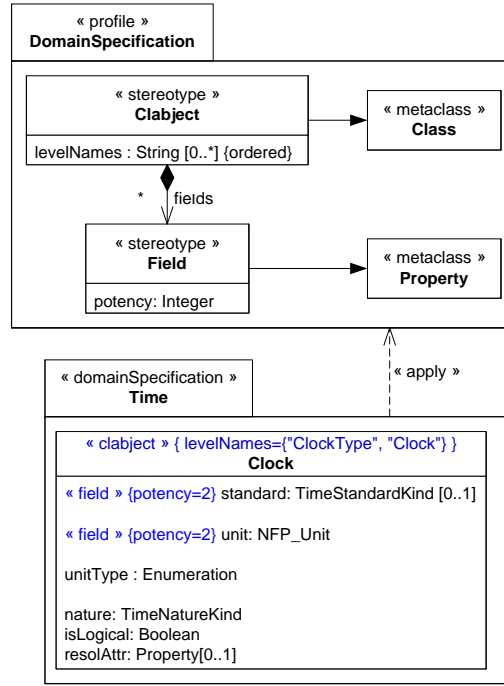 « profile »
DomainSpecification
« stereotype »
Clabject
levelNames : String [0..*] {ordered}
« metaclass »
Class
* fields
« stereotype »
Field
potency: Integer
« metaclass »
Property
« apply »
« domainSpecification »
Time
« clabject » { levelNames={"ClockType", "Clock"} }
Clock
« field » {potency=2} standard: TimeStandardKind [0..1]
« field » {potency=2} unit: NFP_Unit
unitType : Enumeration
nature: TimeNatureKind
isLogical: Boolean
resolAttr: Property[0..1]